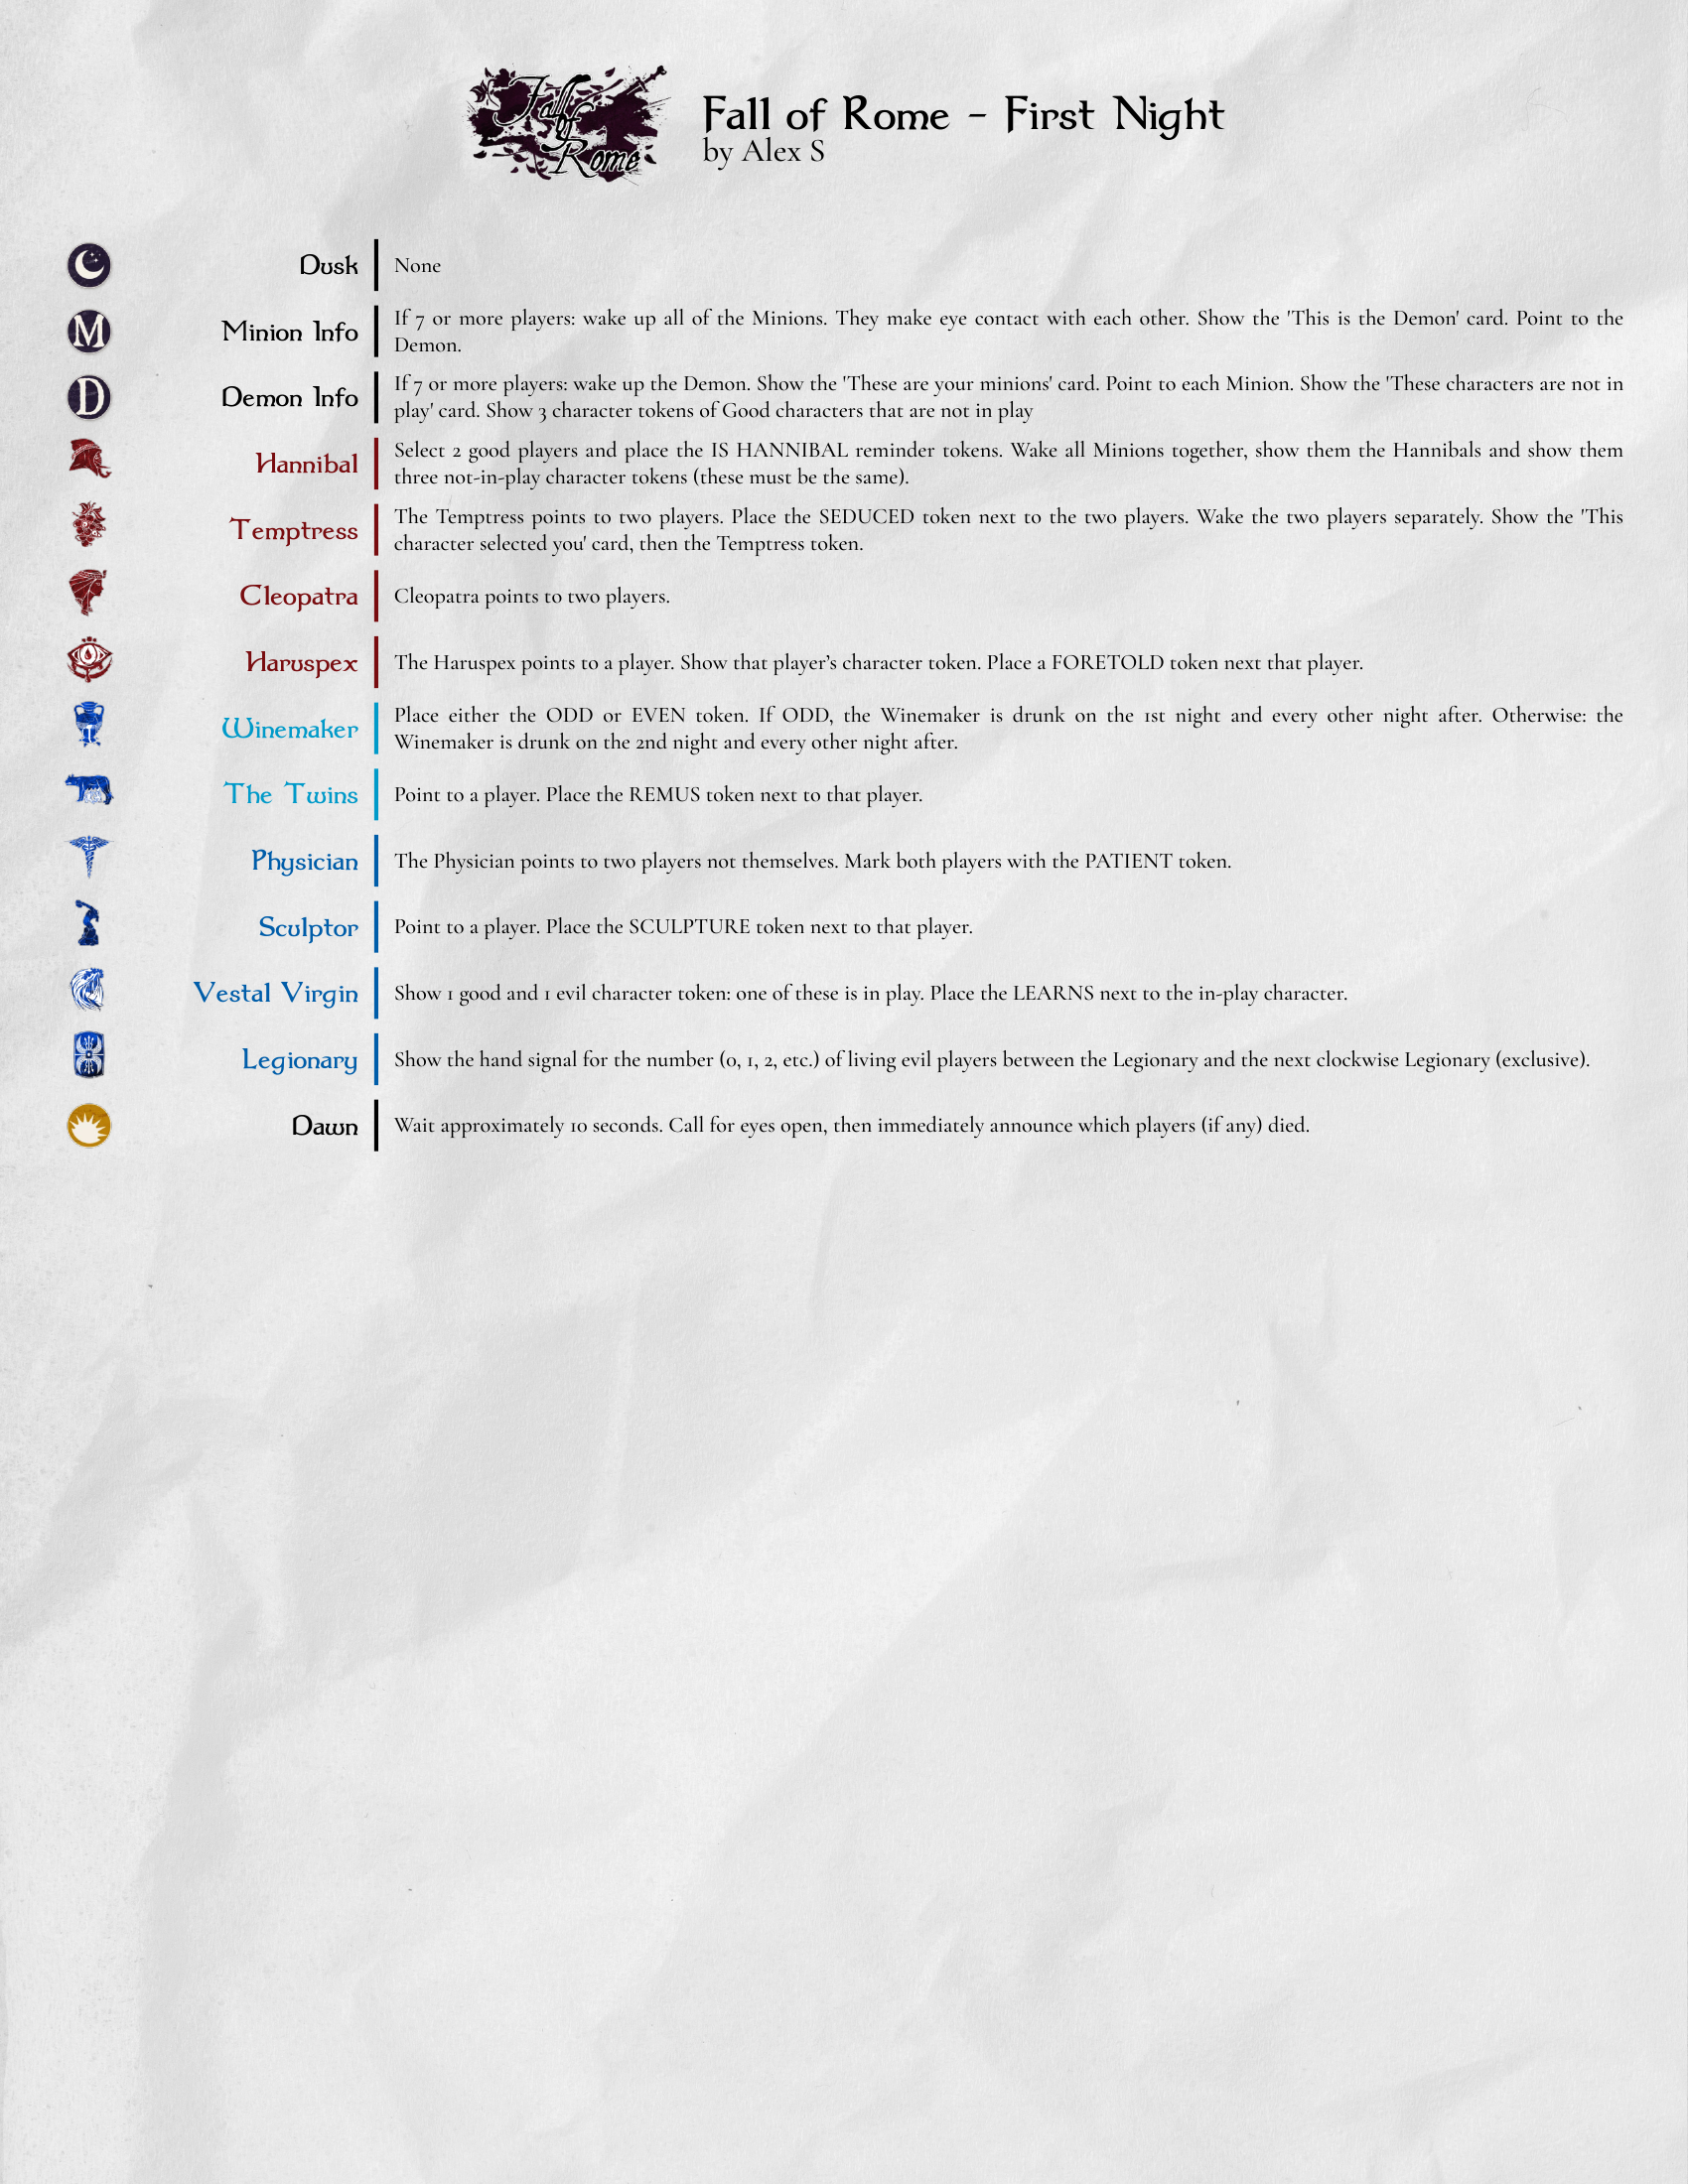 Fall of Rome
Fall of Rome - First Night
by Alex S
Dusk
None
M
Minion Info
If 7 or more players: wake up all of the Minions. They make eye contact with each other. Show the 'This is the Demon' card. Point to the
Demon.
D
Demon Info
If 7 or more players: wake up the Demon. Show the 'These are your minions' card. Point to each Minion. Show the 'These characters are not in
play' card. Show 3 character tokens of Good characters that are not in play
Hannibal
Select 2 good players and place the IS HANNIBAL reminder tokens. Wake all Minions together, show them the Hannibals and show them
three not-in-play character tokens (these must be the same).
Temptress
The Temptress points to two players. Place the SEDUCED token next to the two players. Wake the two players separately. Show the 'This
character selected you' card, then the Temptress token.
Cleopatra
Cleopatra points to two players.
Haruspex
The Haruspex points to a player. Show that player’s character token. Place a FORETOLD token next that player.
Winemaker
Place either the ODD or EVEN token. If ODD, the Winemaker is drunk on the 1st night and every other night after. Otherwise: the
Winemaker is drunk on the 2nd night and every other night after.
The Twins
Point to a player. Place the REMUS token next to that player.
Physician
The Physician points to two players not themselves. Mark both players with the PATIENT token.
Sculptor
Point to a player. Place the SCULPTURE token next to that player.
Vestal Virgin
Show 1 good and 1 evil character token: one of these is in play. Place the LEARNS next to the in-play character.
Legionary
Show the hand signal for the number (0, 1, 2, etc.) of living evil players between the Legionary and the next clockwise Legionary (exclusive).
Dawn
Wait approximately 10 seconds. Call for eyes open, then immediately announce which players (if any) died.